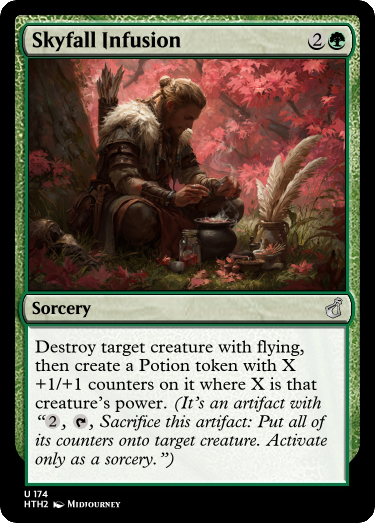 Skyfall Infusion 2
Sorcery
Destroy target creature with flying,
then create a Potion token with X
+1/+1 counters on it where X is that
creature's power. (It's an artifact with
“2, , Sacrifice this artifact: Put all of
its counters onto target creature. Activate
only as a sorcery.”)
U 174
HTH2 MIDJOURNEY